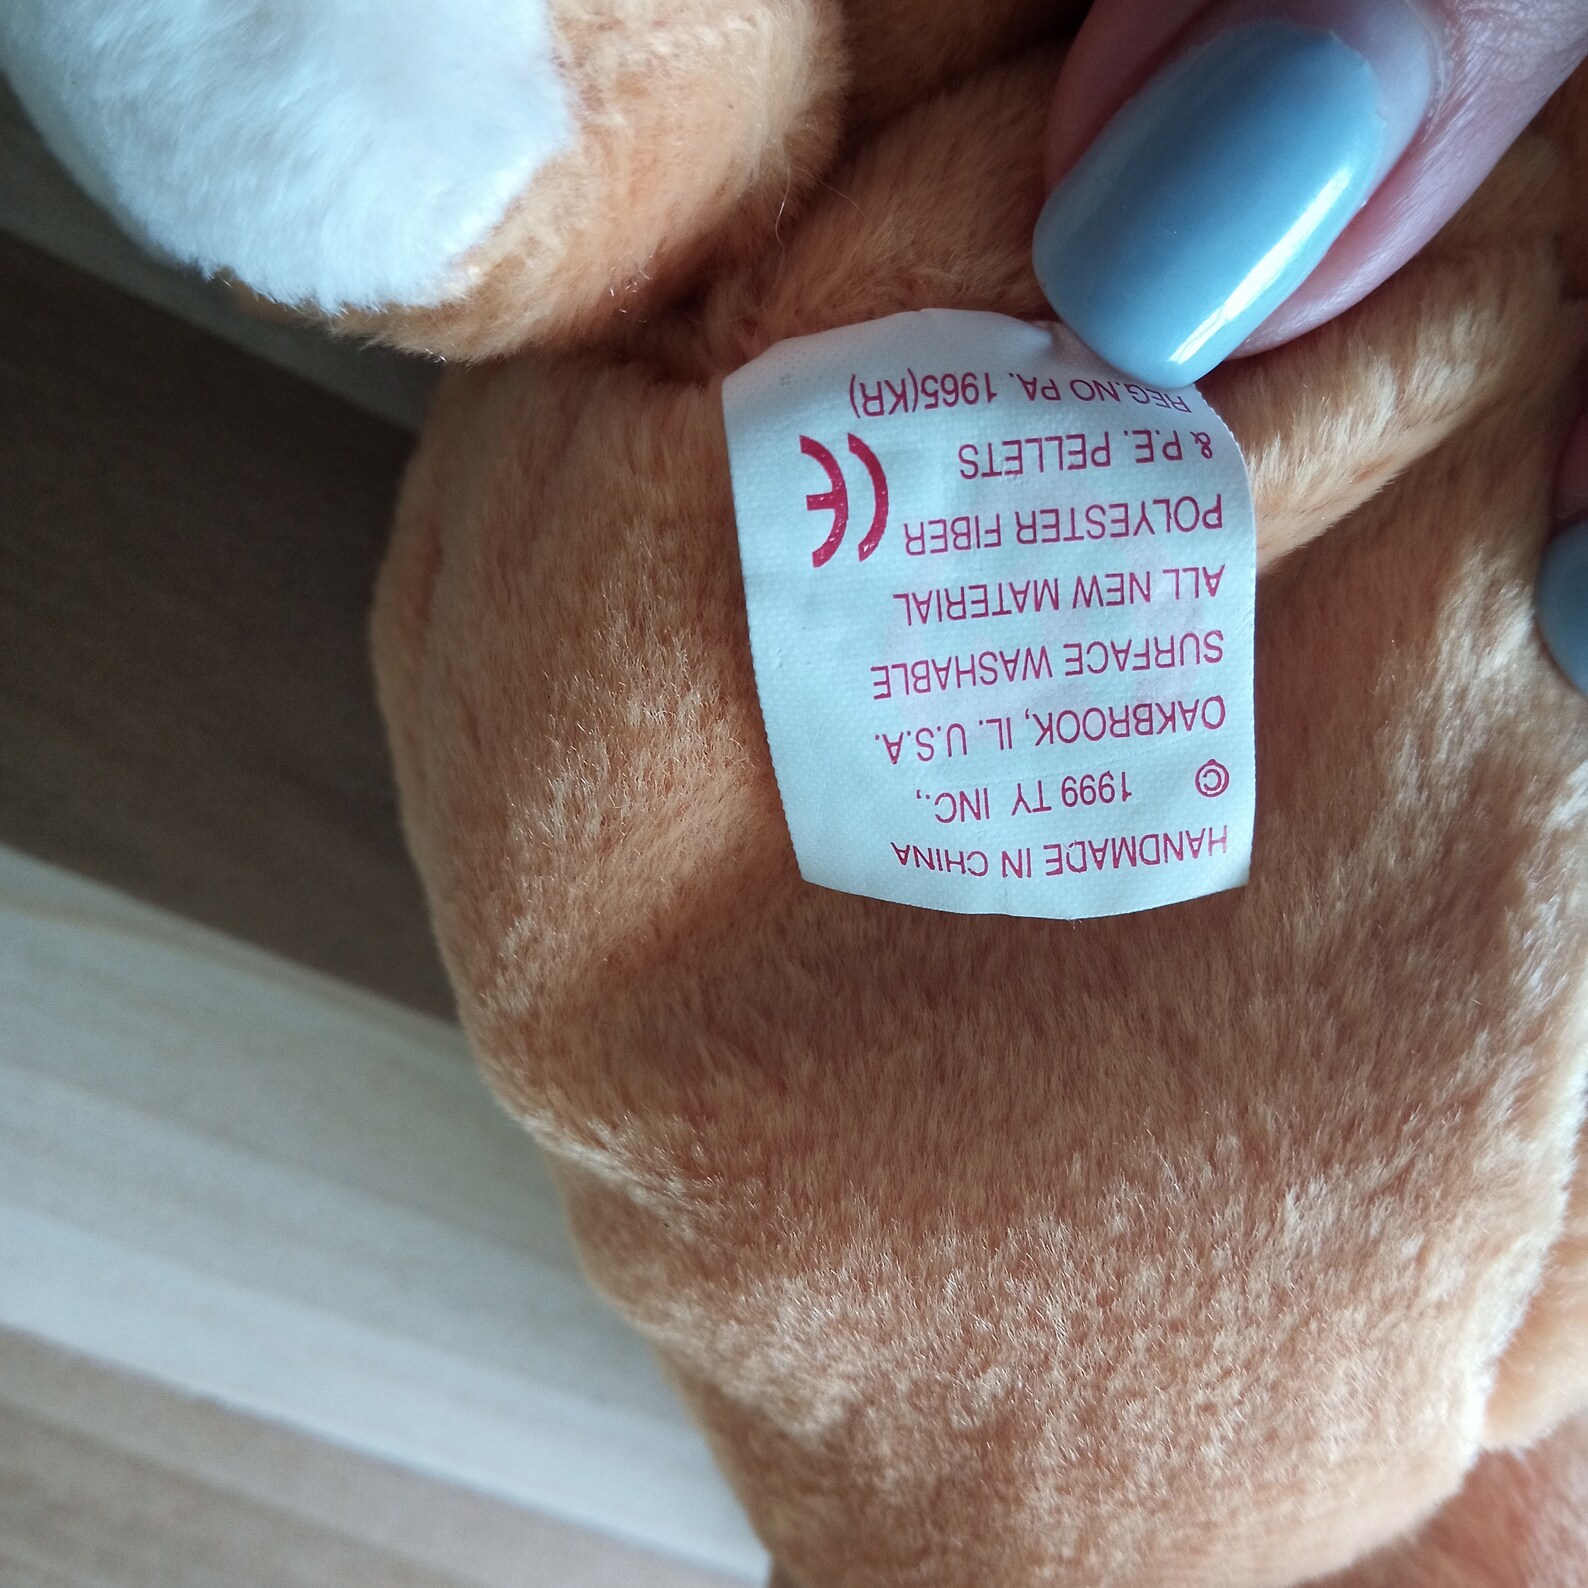 HANDMADE IN CHINA
© 1999 TY INC.,
OAKBROOK, IL. U.S.A.
SURFACE WASHABLE
ALL NEW MATERIAL
POLYESTER FIBER
& P.E. PELLETS CE
REG.NO PA. 1965(KR)